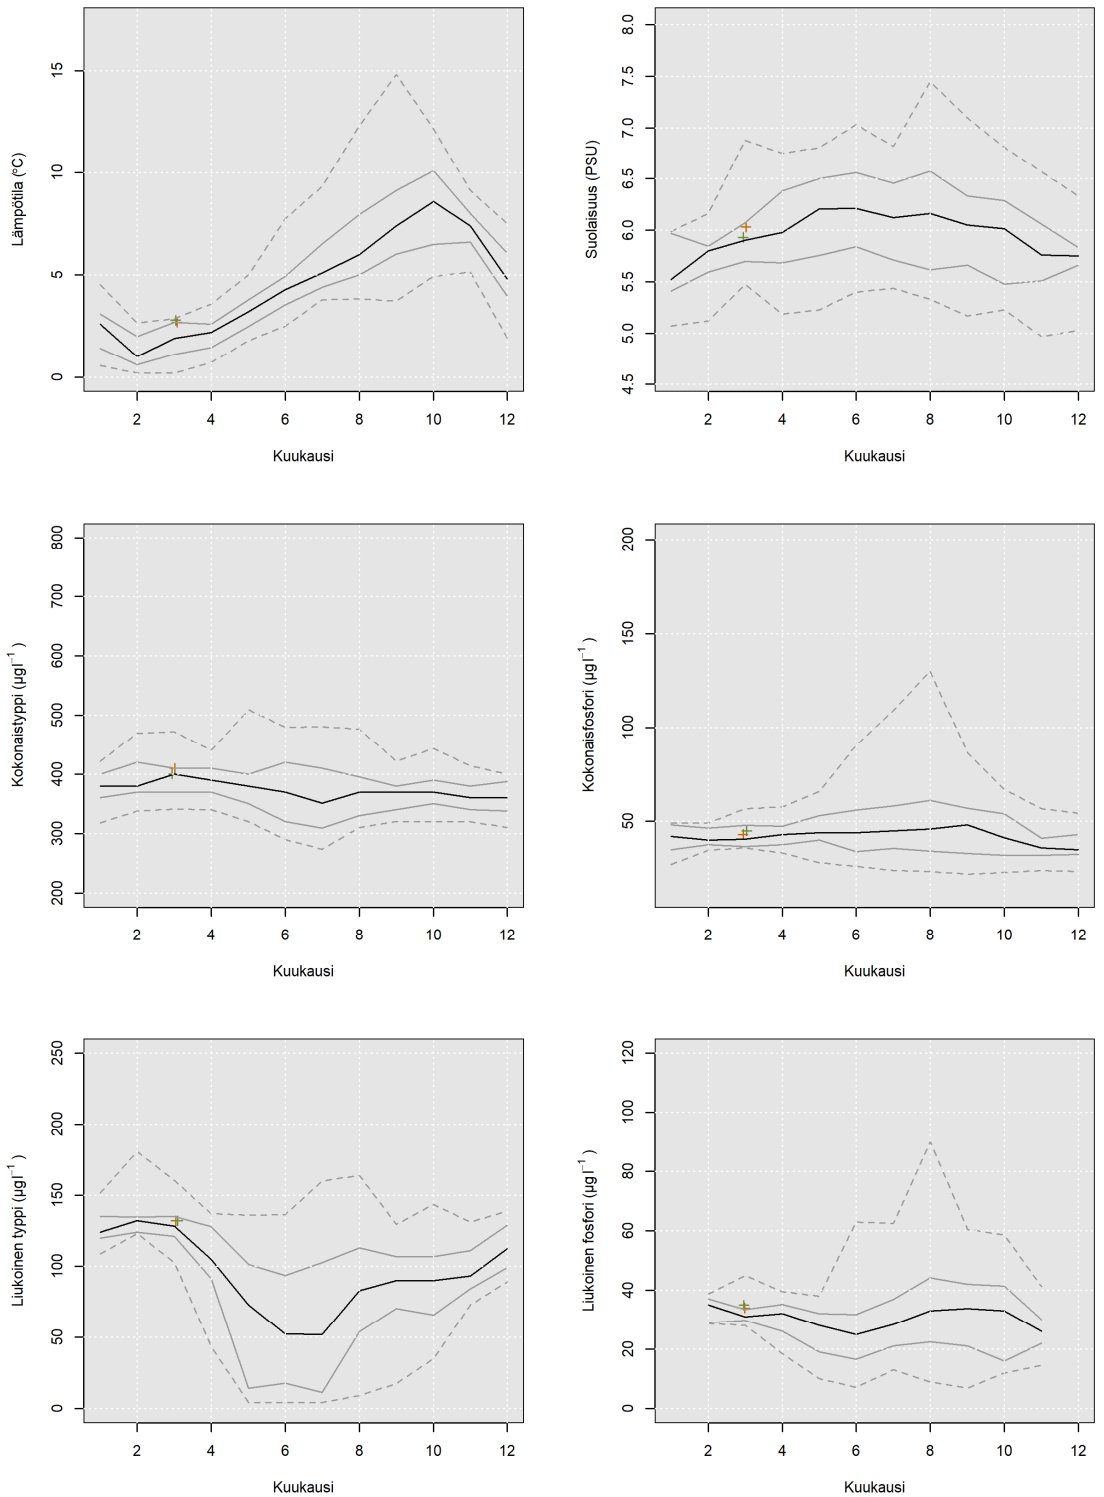 Lämpötila (°C)
15
10
5
0
2 4 6 8 10 12
Kuukausi
Suolaisuus (PSU)
8.0
7.5
7.0
6.5
6.0
5.5
5.0
4.5
2 4 6 8 10 12
Kuukausi
Kokonaistyppi (µgl⁻¹ )
800
700
600
500
400
300
200
2 4 6 8 10 12
Kuukausi
Kokonaisfosfori (µgl⁻¹ )
200
150
100
50
2 4 6 8 10 12
Kuukausi
Liukoinen typpi (µgl⁻¹ )
250
200
150
100
50
0
2 4 6 8 10 12
Kuukausi
Liukoinen fosfori (µgl⁻¹ )
120
100
80
60
40
20
0
2 4 6 8 10 12
Kuukausi